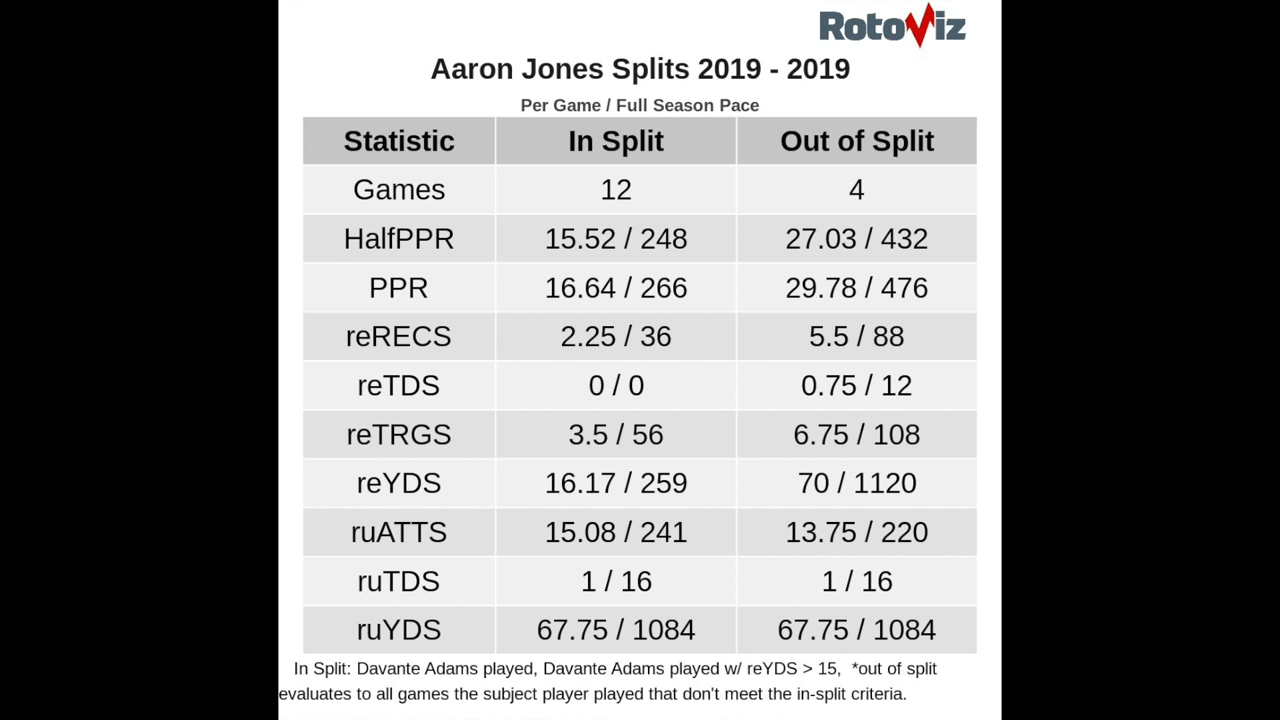 RotoViz
Aaron Jones Splits 2019 - 2019
Per Game / Full Season Pace
Statistic In Split Out of Split
Games 12 4
HalfPPR 15.52 / 248 27.03 / 432
PPR 16.64 / 266 29.78 / 476
reRECS 2.25 / 36 5.5 / 88
reTDS 0 / 0 0.75 / 12
reTRGS 3.5 / 56 6.75 / 108
reYDS 16.17 / 259 70 / 1120
ruATTS 15.08 / 241 13.75 / 220
ruTDS 1 / 16 1 / 16
ruYDS 67.75 / 1084 67.75 / 1084
In Split: Davante Adams played, Davante Adams played w/ reYDS > 15, *out of split
evaluates to all games the subject player played that don't meet the in-split criteria.